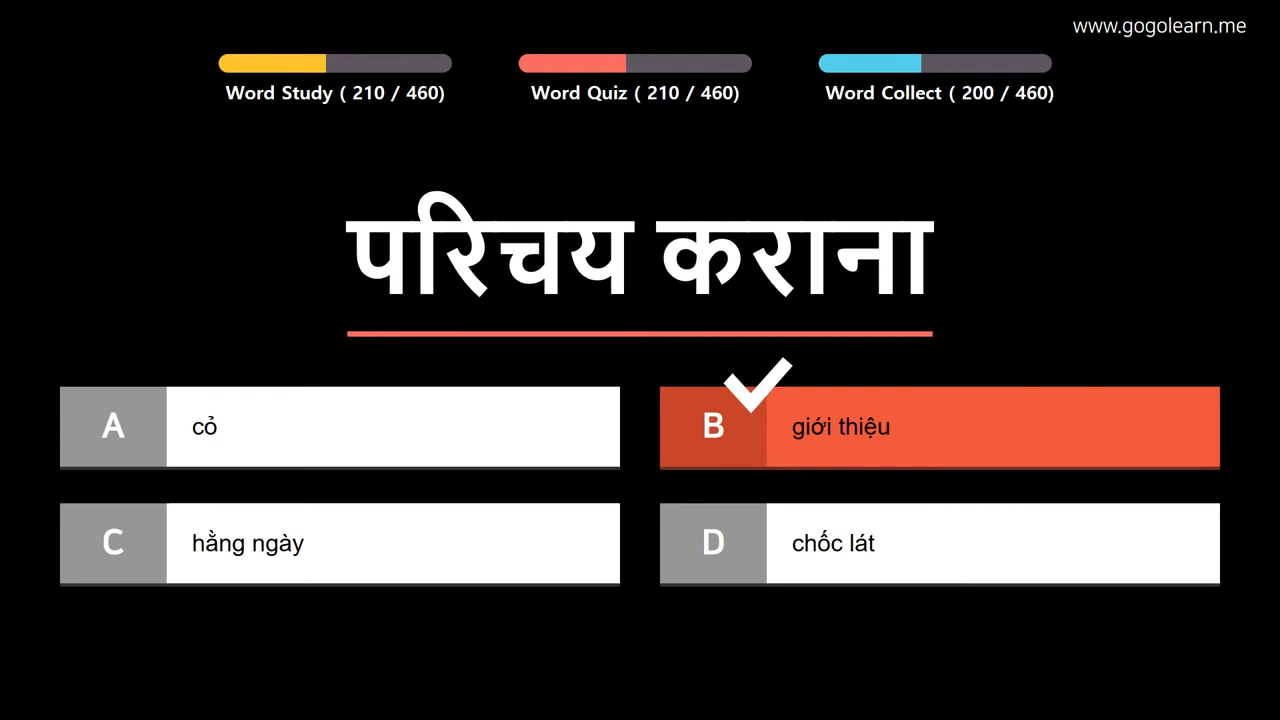 www.gogolearn.me
Word Study ( 210 / 460)
Word Quiz ( 210 / 460)
Word Collect ( 200 / 460)
परिचय कराना
A
cỏ
B
giới thiệu
C
hằng ngày
D
chốc lát